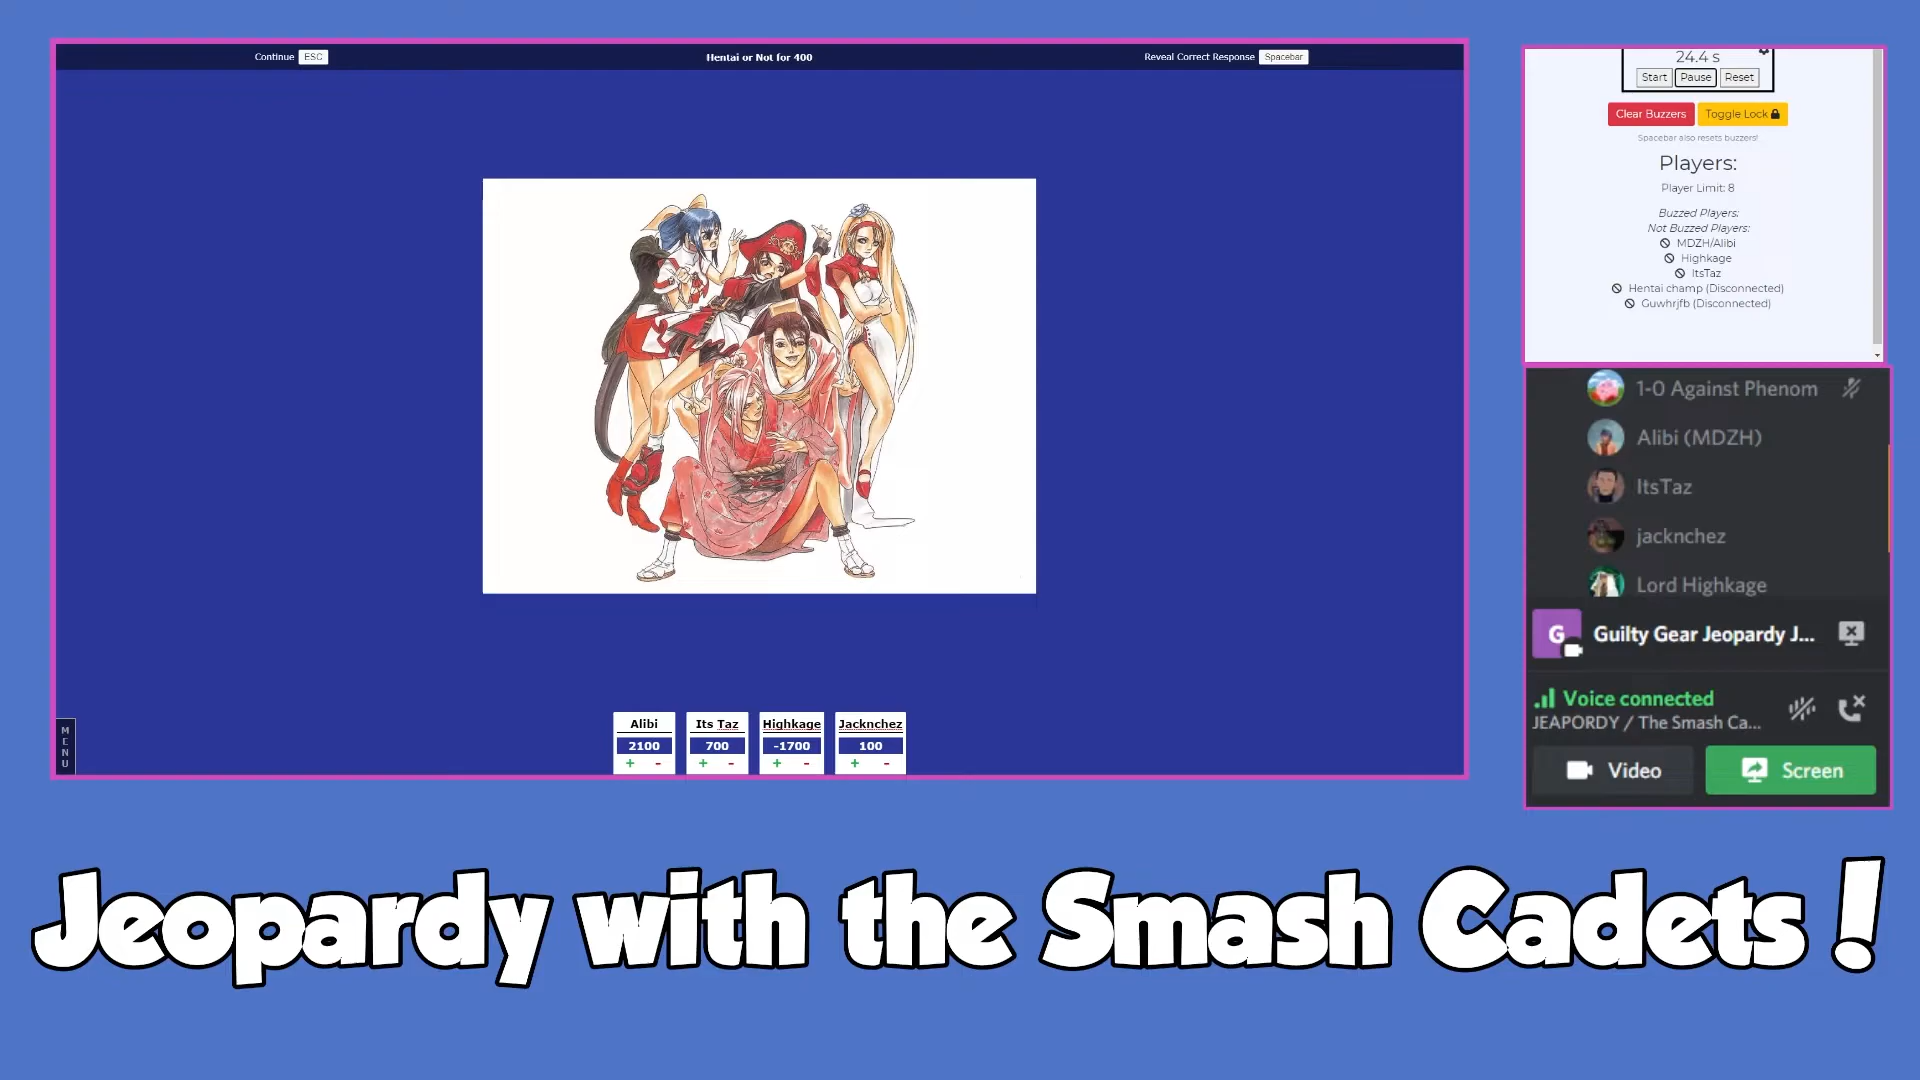 Continue ESC
Hentai or Not for 400
Reveal Correct Response Spacebar
24.4 s
Start Pause Reset
Clear Buzzers Toggle Lock
Spacebar also resets buzzers!
Players:
Player Limit: 8
Buzzed Players:
Not Buzzed Players:
MDZH/Alibi
Highkage
ItsTaz
Hentai champ (Disconnected)
Guwhrjfb (Disconnected)
1-0 Against Phenom
Alibi (MDZH)
ItsTaz
jacknchez
Lord Highkage
G Guilty Gear Jeopardy J...
Voice connected
JEAPORDY / The Smash Ca...
Video Screen
MENU
Alibi Its Taz Highkage Jacknchez
2100 700 -1700 100
+ - + - + - + -
Jeopardy with the Smash Cadets !